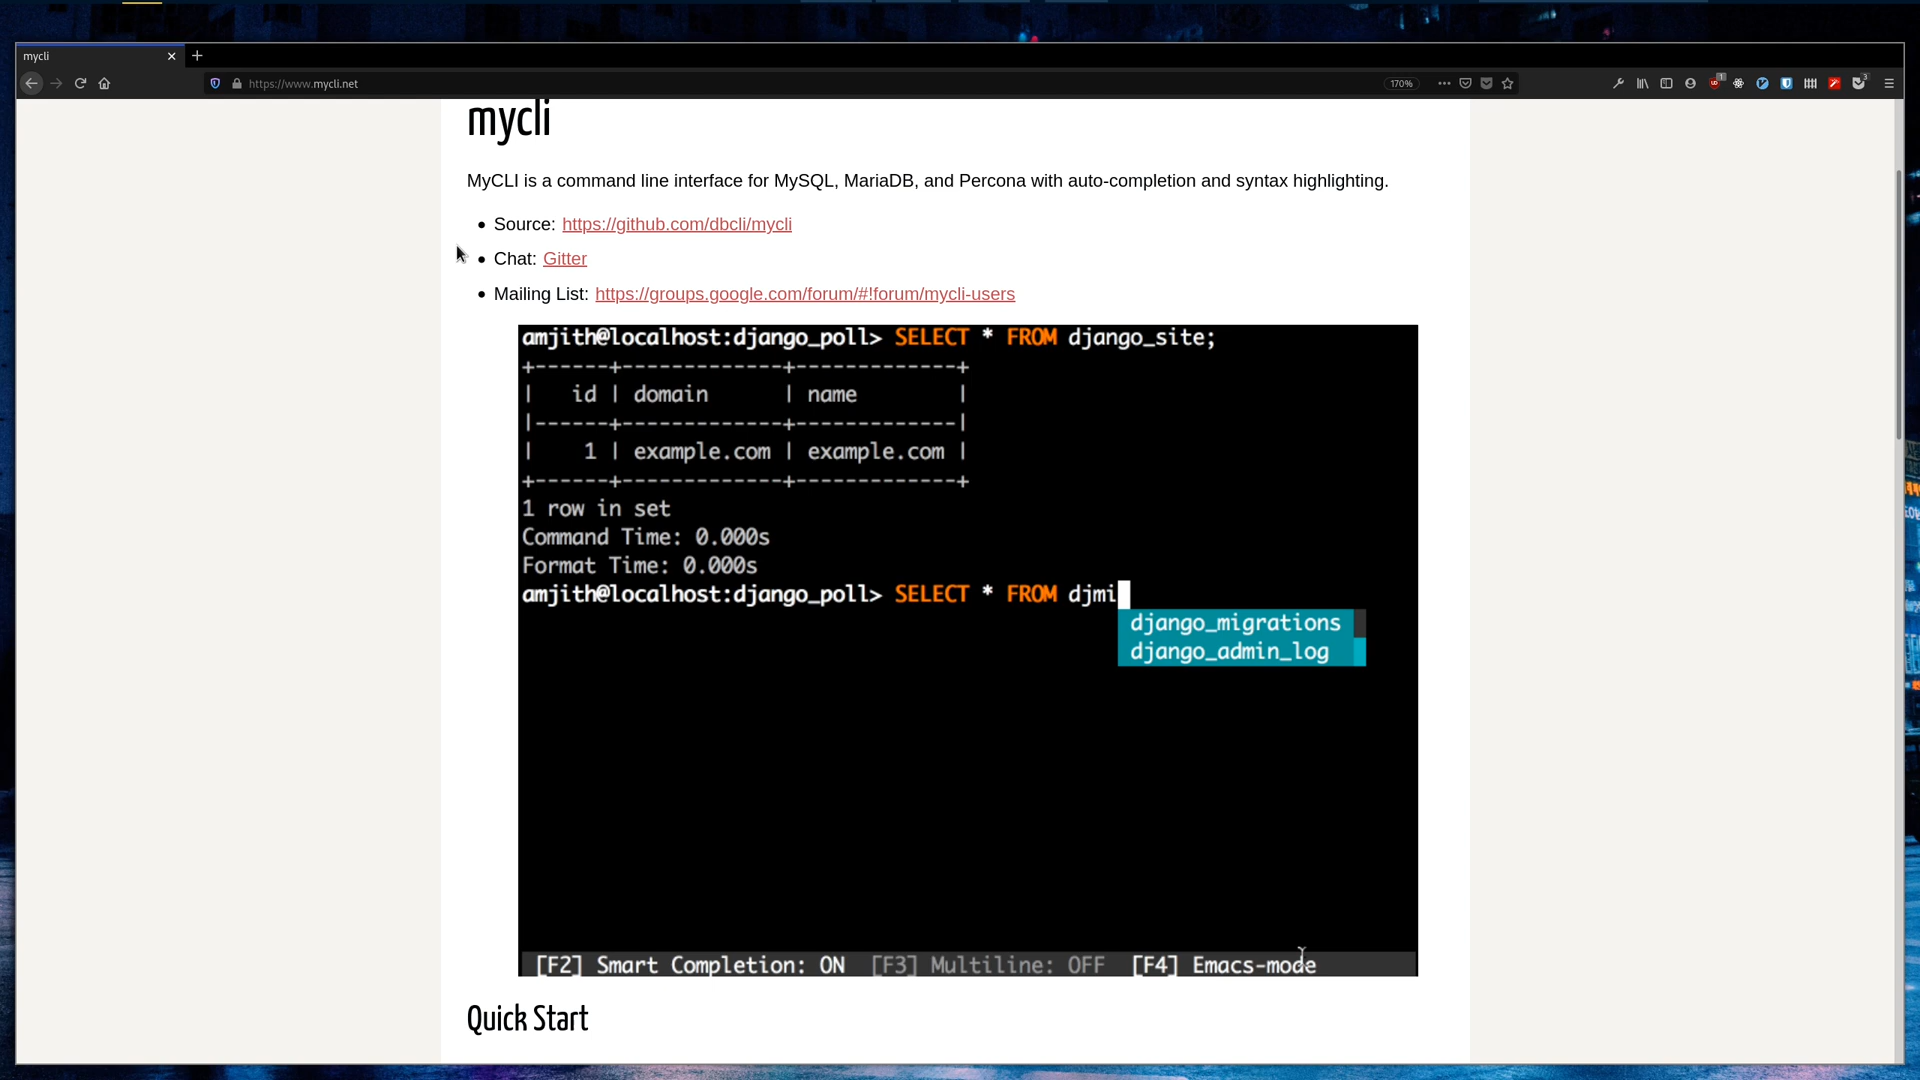 mycli
https://www.mycli.net
170%
1
3
mycli
MyCLI is a command line interface for MySQL, MariaDB, and Percona with auto-completion and syntax highlighting.
• Source: https://github.com/dbcli/mycli
• Chat: Gitter
• Mailing List: https://groups.google.com/forum/#!forum/mycli-users
amjith@localhost:django_poll> SELECT * FROM django_site;
+------+-------------+-------------+
| id | domain | name |
|------+-------------+-------------|
| 1 | example.com | example.com |
+------+-------------+-------------+
1 row in set
Command Time: 0.000s
Format Time: 0.000s
amjith@localhost:django_poll> SELECT * FROM djmi
django_migrations
django_admin_log
[F2] Smart Completion: ON [F3] Multiline: OFF [F4] Emacs-mode
Quick Start